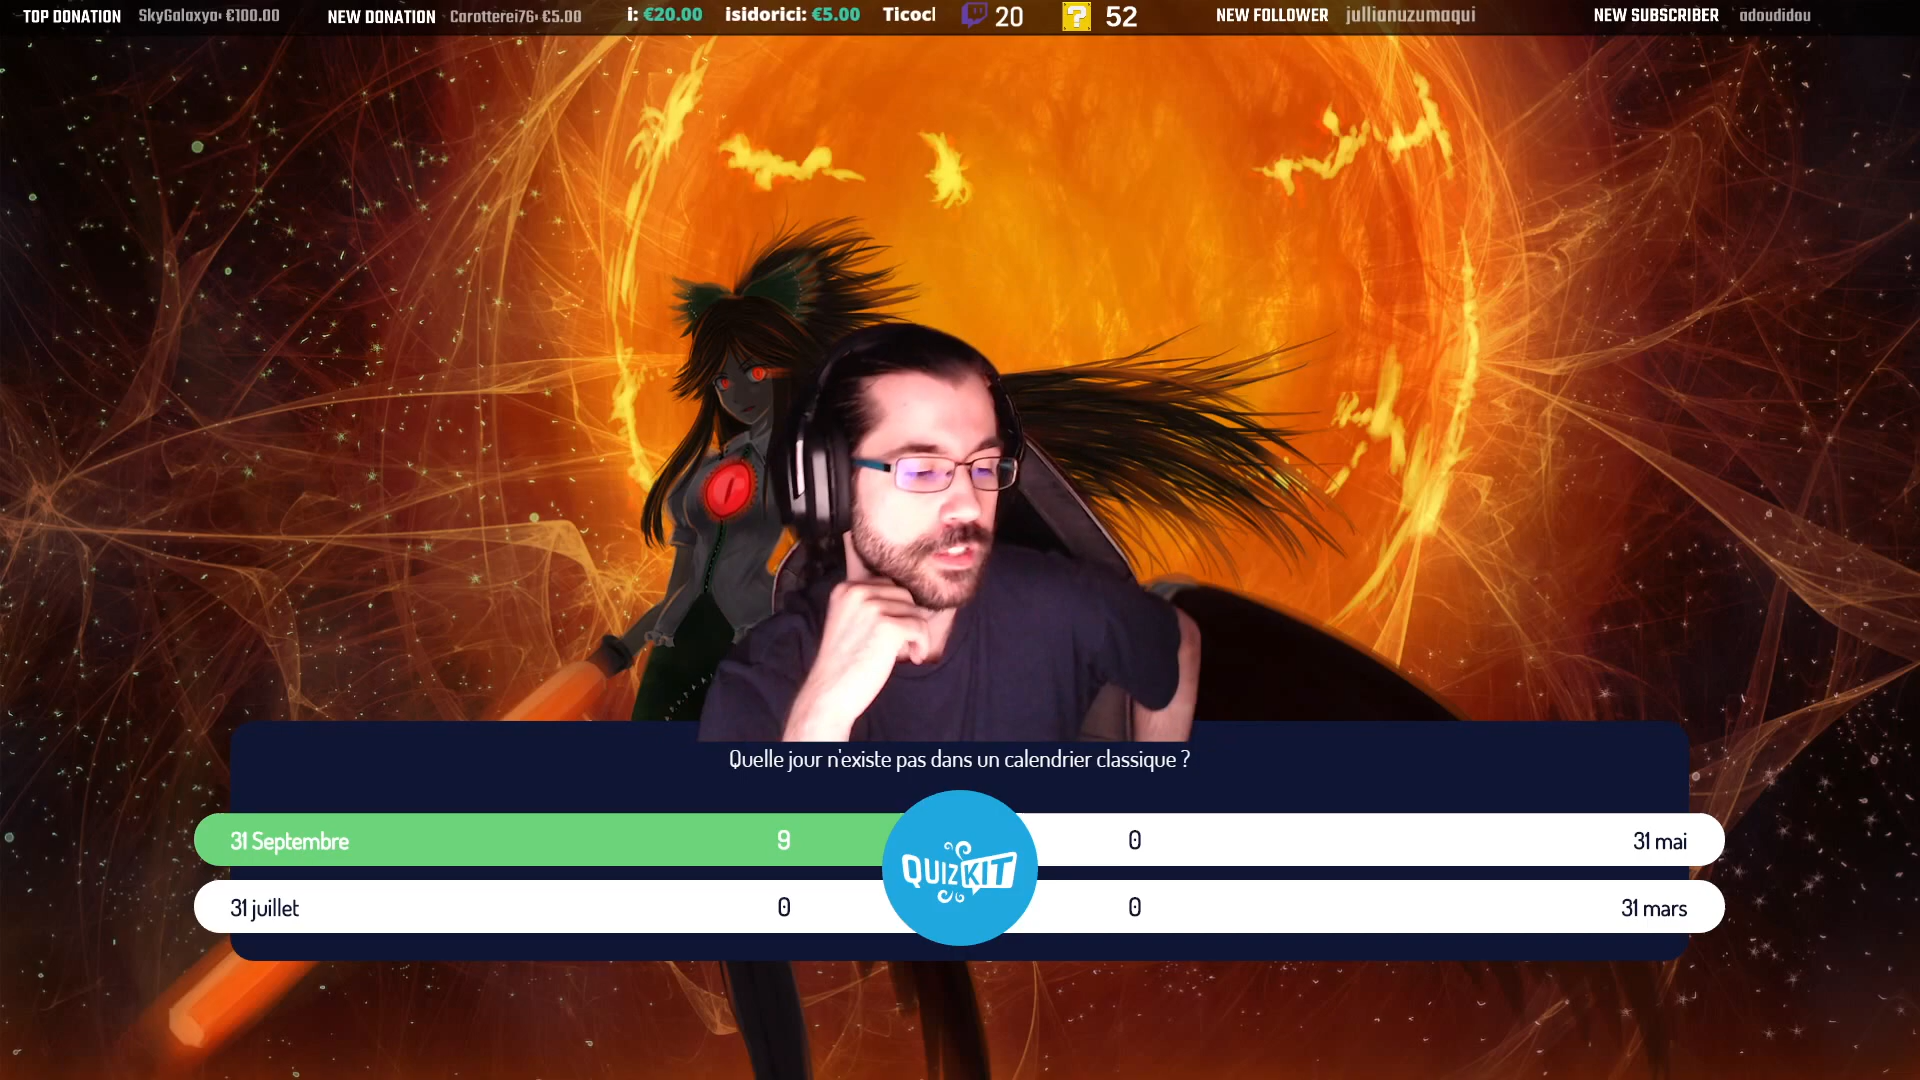 TOP DONATION SkyGalaxya: €100.00 NEW DONATION Carotterei76: €5.00 i: €20.00 isidorici: €5.00 20 ? 52 NEW FOLLOWER jullianuzumaqui NEW SUBSCRIBER adoudidou
Quelle jour n'existe pas dans un calendrier classique ?
31 Septembre 9 0 31 mai
QUIZKIT
31 juillet 0 0 31 mars